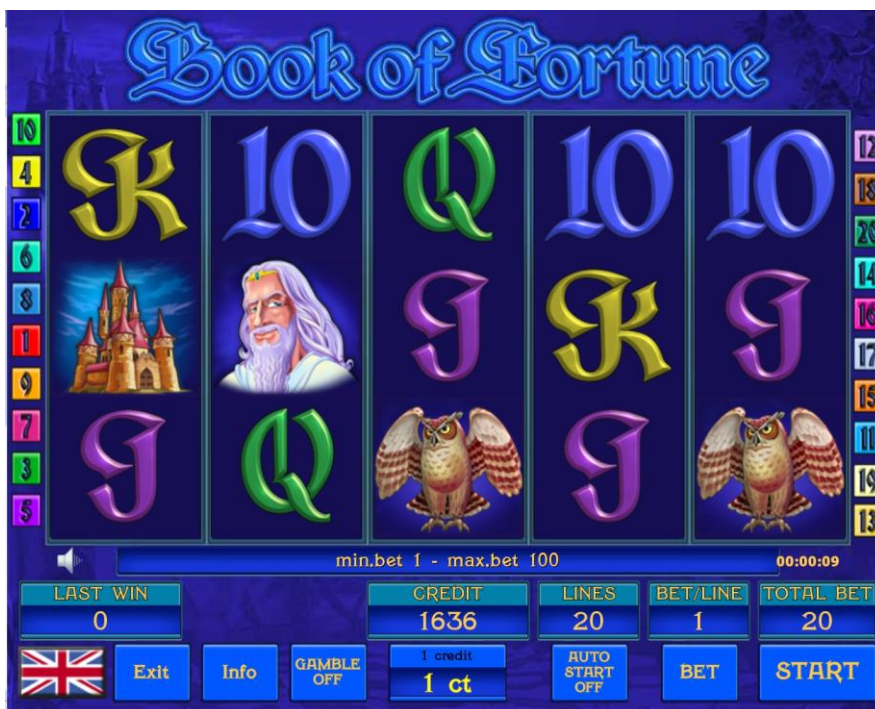 Book of Fortune
10
4
2
6
8
1
9
7
3
5
K 10 Q 10 10
J K J
J Q J
12
18
20
14
16
17
15
11
19
13
min.bet 1 - max.bet 100
00:00:09
LAST WIN
0
CREDIT
1636
LINES
20
BET/LINE
1
TOTAL BET
20
Exit
Info
GAMBLE
OFF
1 credit
1 ct
AUTO
START
OFF
BET
START